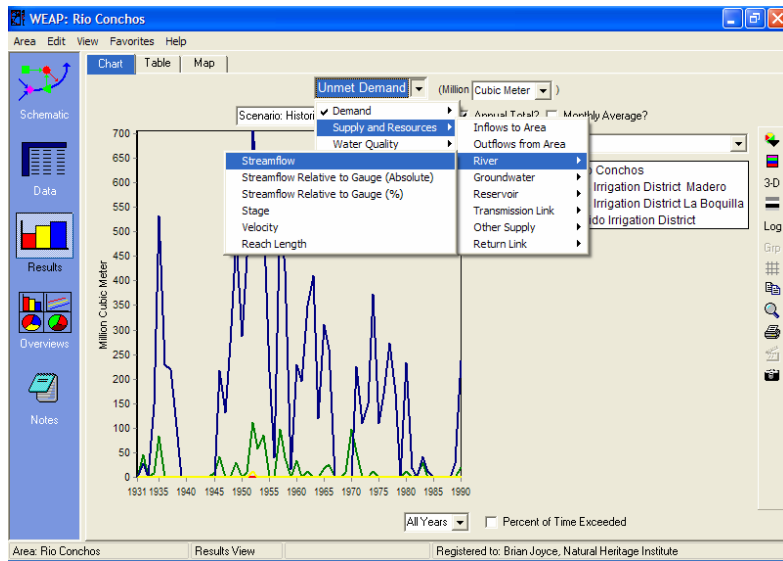 WEAP: Rio Conchos
Area Edit View Favorites Help
Chart Table Map
Unmet Demand (Million Cubic Meter )
Scenario: Histori Annual Total? Monthly Average?
Demand
Supply and Resources
Water Quality
Inflows to Area
Outflows from Area
River
Groundwater
Reservoir
Transmission Link
Other Supply
Return Link
Streamflow
Streamflow Relative to Gauge (Absolute)
Streamflow Relative to Gauge (%)
Stage
Velocity
Reach Length
Conchos
Irrigation District Madero
Irrigation District La Boquilla
ido Irrigation District
Schematic
Data
Results
Overviews
Notes
3-D
Log
Grp
Million Cubic Meter
700
650
600
550
500
450
400
350
300
250
200
150
100
50
0
1931 1935 1940 1945 1950 1955 1960 1965 1970 1975 1980 1985 1990
All Years Percent of Time Exceeded
Area: Rio Conchos Results View Registered to: Brian Joyce, Natural Heritage Institute